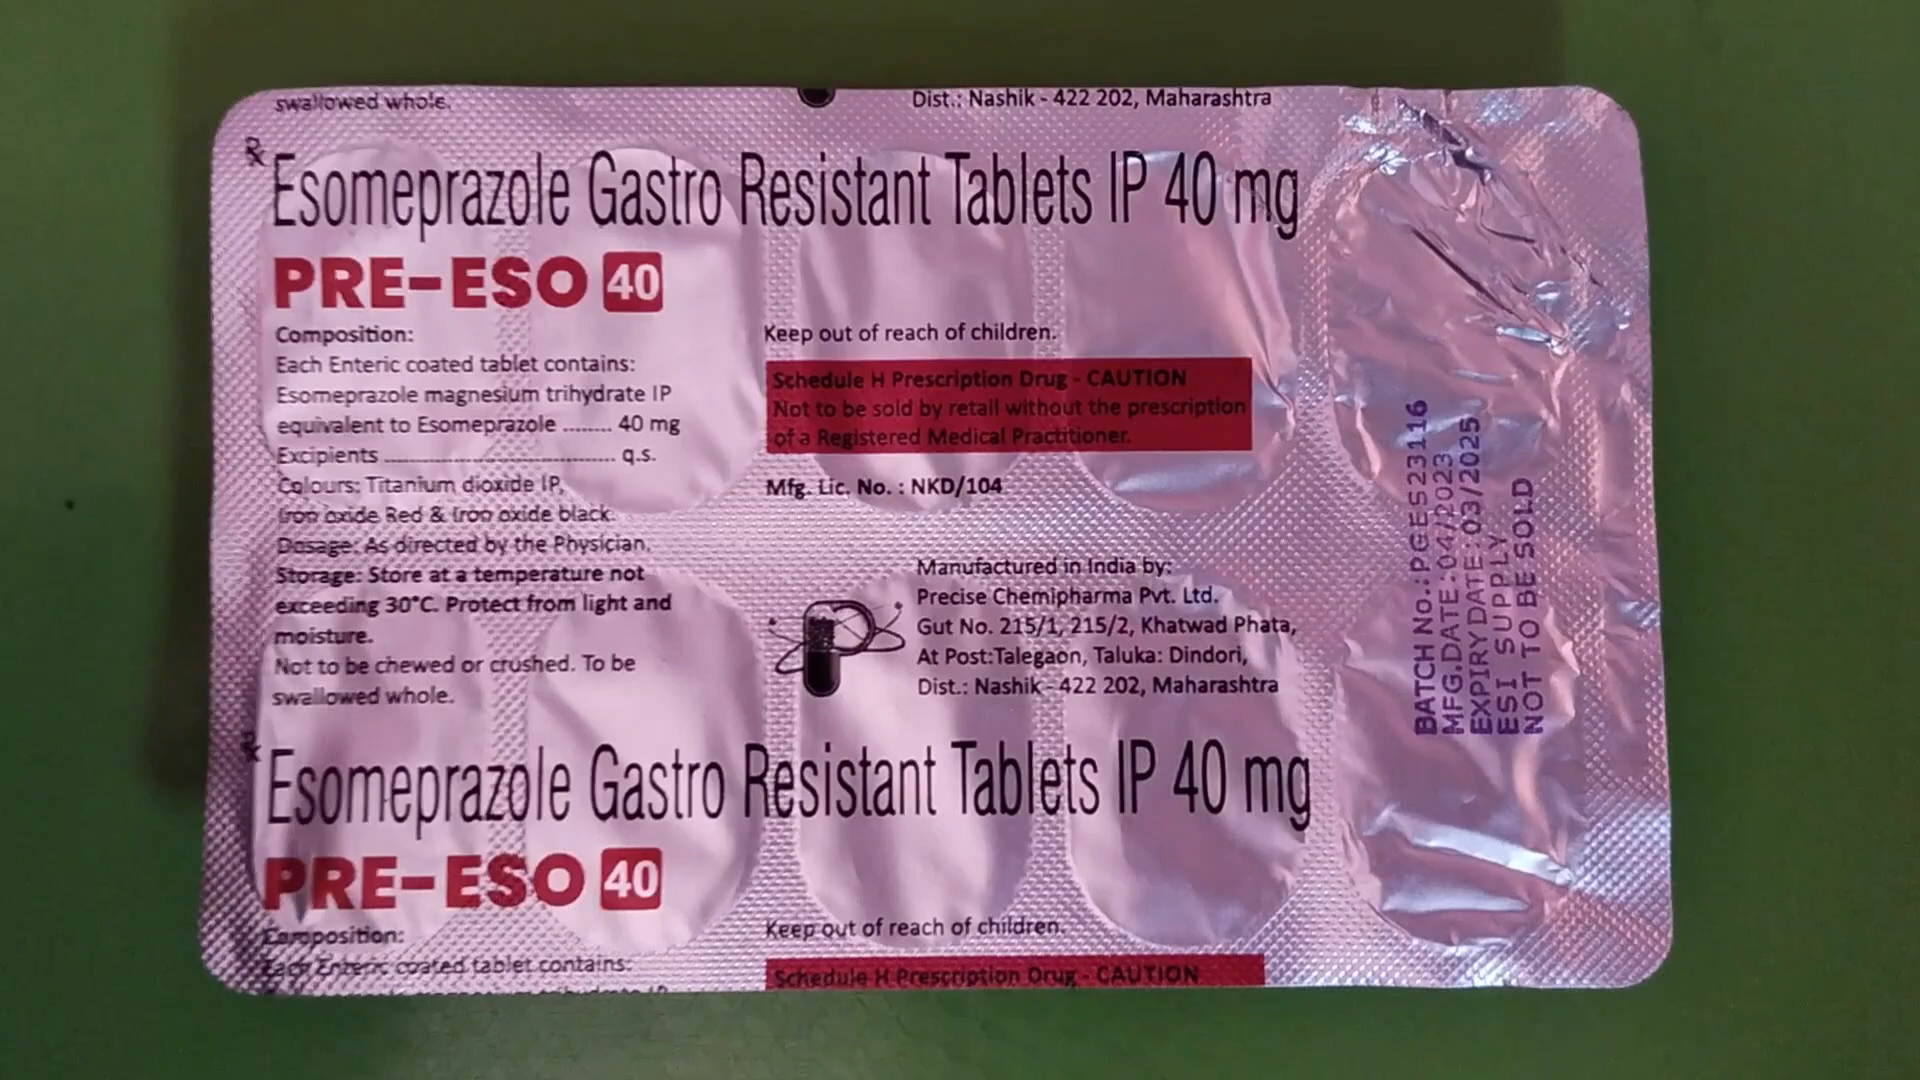 swallowed whole.
Dist.: Nashik - 422 202, Maharashtra
Rx
Esomeprazole Gastro Resistant Tablets IP 40 mg
PRE-ESO 40
Composition:
Each Enteric coated tablet contains:
Esomeprazole magnesium trihydrate IP
equivalent to Esomeprazole ........ 40 mg
Excipients ................................... q.s.
Colours: Titanium dioxide IP,
Iron oxide Red & Iron oxide black.
Dosage: As directed by the Physician.
Storage: Store at a temperature not
exceeding 30°C. Protect from light and
moisture.
Not to be chewed or crushed. To be
swallowed whole.
Keep out of reach of children.
Schedule H Prescription Drug - CAUTION
Not to be sold by retail without the prescription
of a Registered Medical Practitioner.
Mfg. Lic. No. : NKD/104
Manufactured in India by:
Precise Chemipharma Pvt. Ltd.
Gut No. 215/1, 215/2, Khatwad Phata,
At Post:Talegaon, Taluka: Dindori,
Dist.: Nashik - 422 202, Maharashtra
BATCH No.:PGEES23116
MFG.DATE:04/2023
EXPIRY DATE:03/2025
ESI SUPPLY
NOT TO BE SOLD
Rx
Esomeprazole Gastro Resistant Tablets IP 40 mg
PRE-ESO 40
Composition:
Each Enteric coated tablet contains:
Keep out of reach of children.
Schedule H Prescription Drug - CAUTION